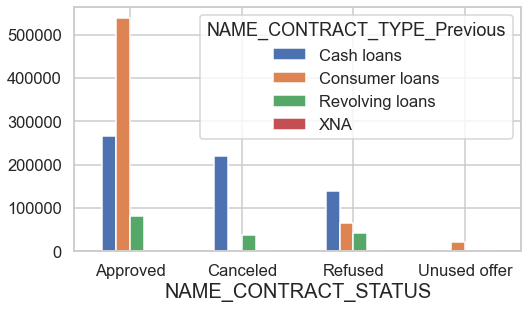 NAME_CONTRACT_TYPE_Previous
Cash loans
Consumer loans
Revolving loans
XNA
500000
400000
300000
200000
100000
0
Approved Canceled Refused Unused offer
NAME_CONTRACT_STATUS